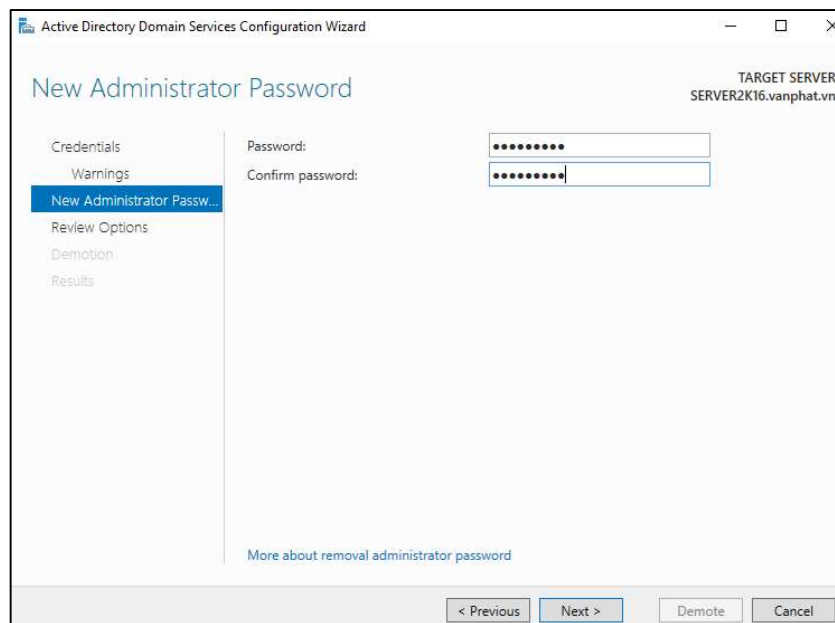 Active Directory Domain Services Configuration Wizard
New Administrator Password
TARGET SERVER
SERVER2K16.vanphat.vn
Credentials
Warnings
New Administrator Passw...
Review Options
Demotion
Results
Password:
●●●●●●●●●
Confirm password:
●●●●●●●●●
More about removal administrator password
< Previous
Next >
Demote
Cancel